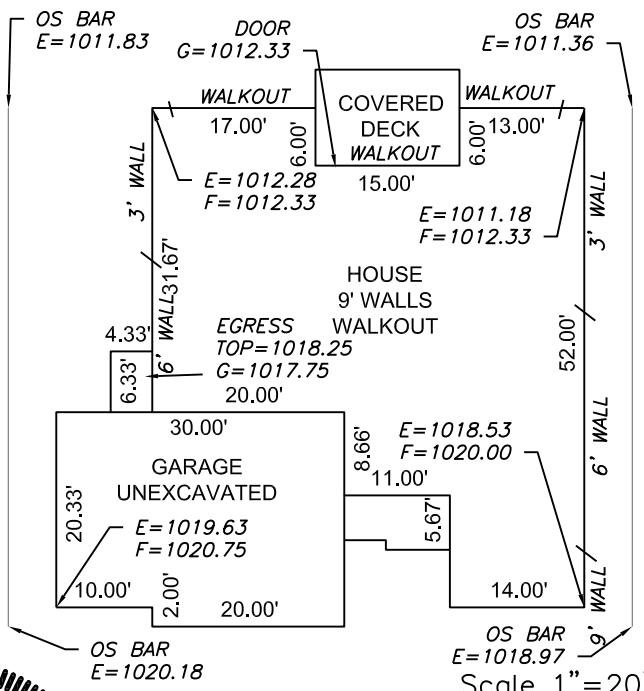 OS BAR
E=1011.83
DOOR
G=1012.33
OS BAR
E=1011.36
WALKOUT
COVERED
DECK
WALKOUT
17.00'
6.00'
WALKOUT
6.00'
13.00'
15.00'
3' WALL
E=1012.28
F=1012.33
E=1011.18
F=1012.33
3' WALL
31.67'
HOUSE
9' WALLS
WALKOUT
52.00'
4.33'
6' WALL
EGRESS
TOP=1018.25
G=1017.75
6.33'
20.00'
30.00'
8.66'
E=1018.53
F=1020.00
6' WALL
GARAGE
UNEXCAVATED
11.00'
20.33'
E=1019.63
F=1020.75
5.67'
10.00'
2.00'
20.00'
14.00'
9' WALL
OS BAR
E=1020.18
OS BAR
E=1018.97
Scale 1"=20'